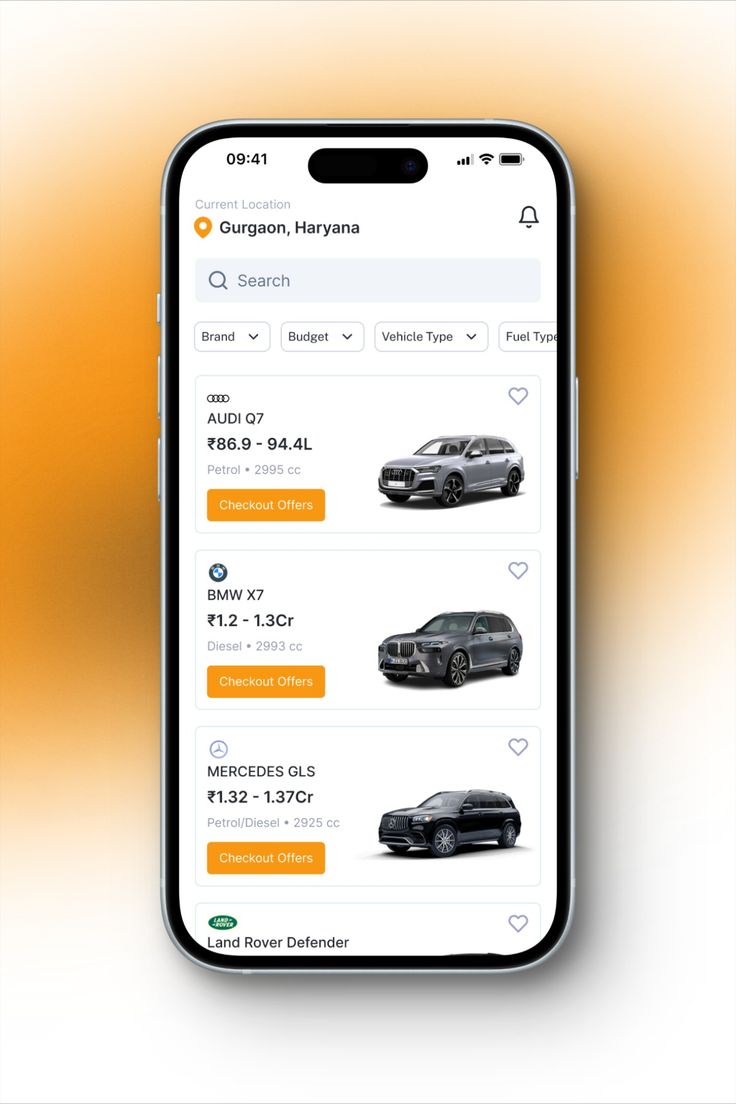 09:41
Current Location
Gurgaon, Haryana
Search
Brand
Budget
Vehicle Type
Fuel Type
AUDI Q7
₹86.9 - 94.4L
Petrol • 2995 cc
Checkout Offers
BMW X7
₹1.2 - 1.3Cr
Diesel • 2993 cc
Checkout Offers
MERCEDES GLS
₹1.32 - 1.37Cr
Petrol/Diesel • 2925 cc
Checkout Offers
LAND-
ROVER
Land Rover Defender